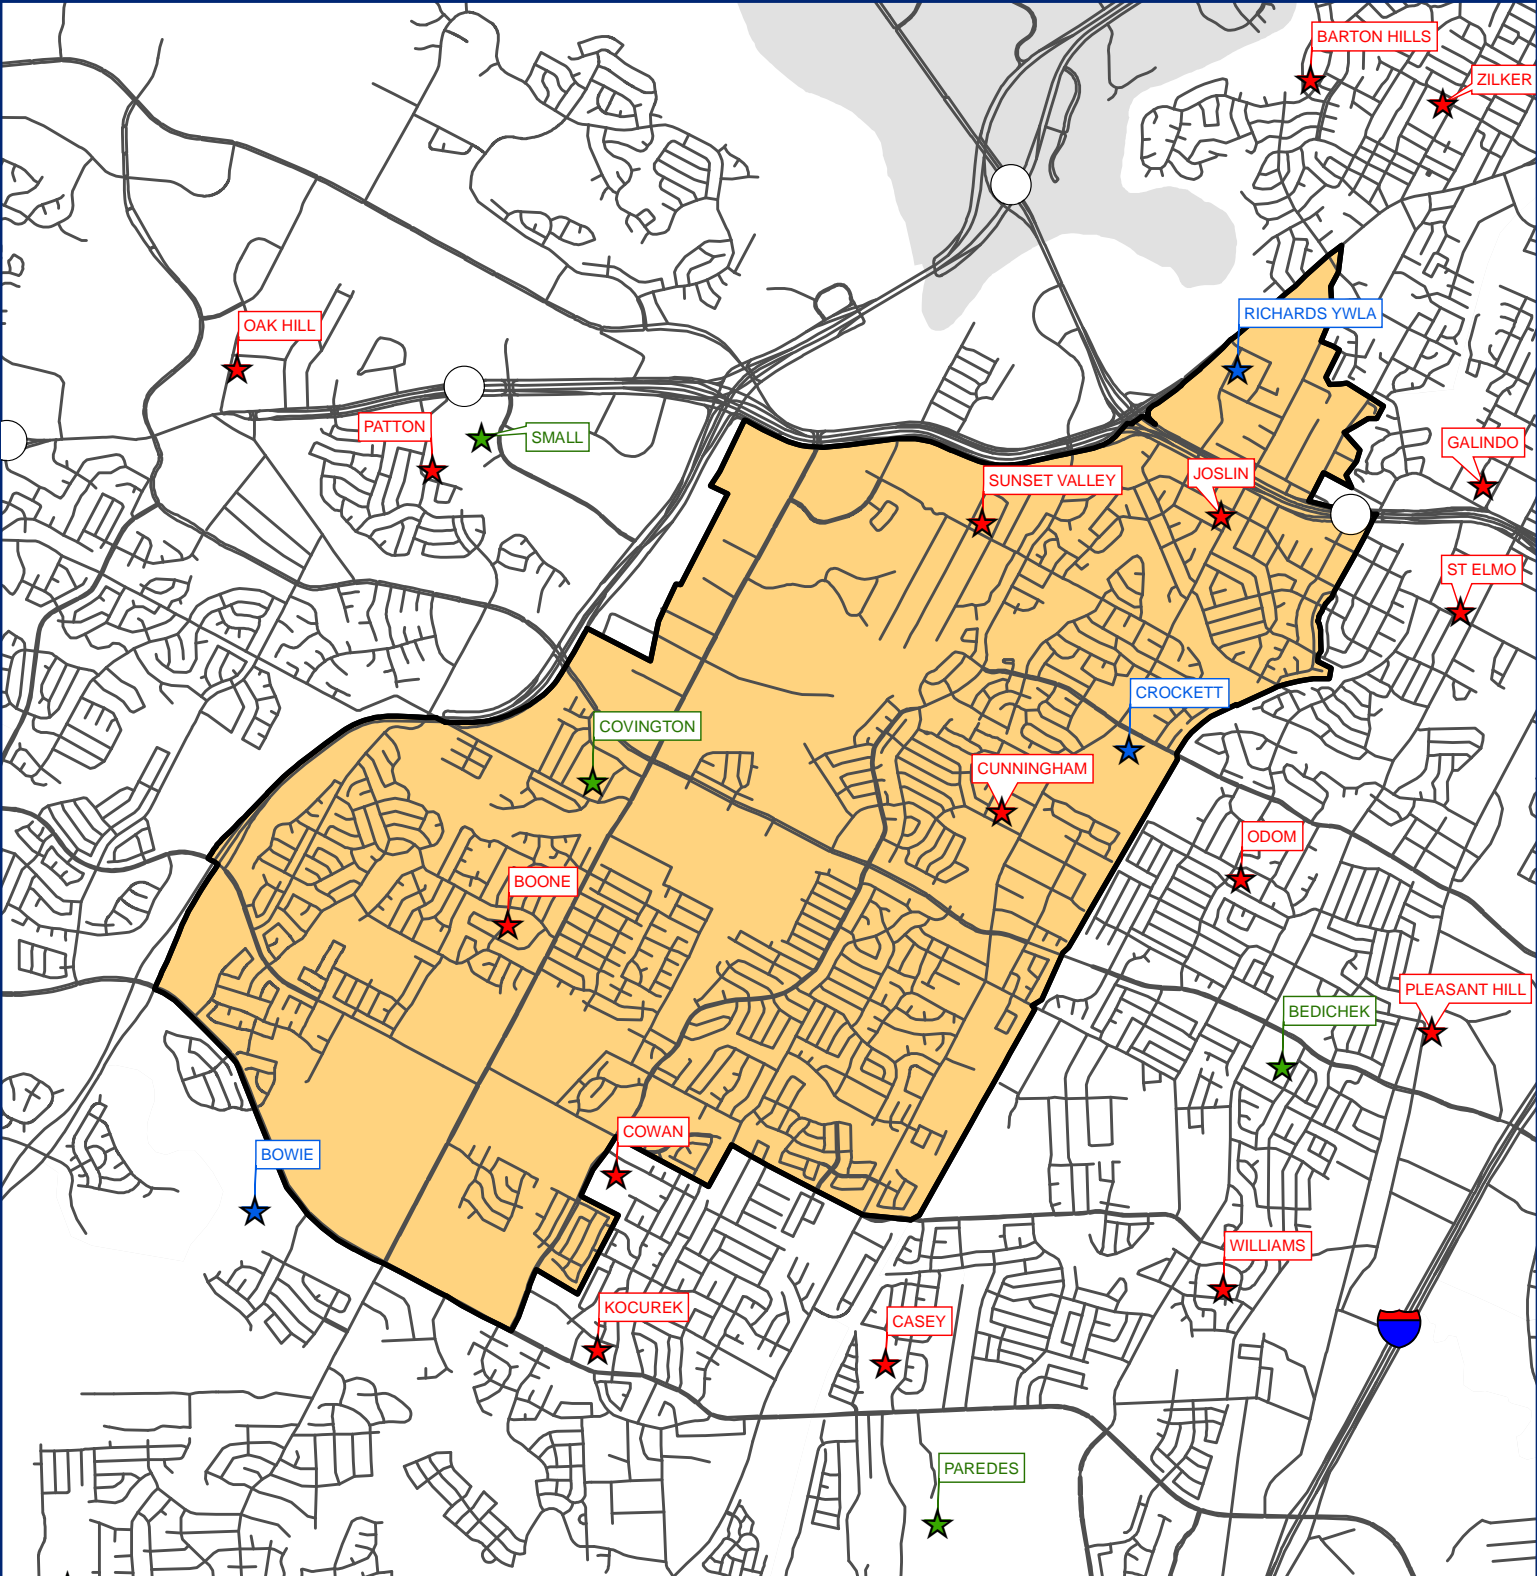 BARTON HILLS
ZILKER
RICHARDS YWLA
OAK HILL
PATTON
SMALL
GALINDO
SUNSET VALLEY
JOSLIN
ST ELMO
CROCKETT
COVINGTON
CUNNINGHAM
ODOM
BOONE
PLEASANT HILL
BEDICHEK
COWAN
BOWIE
WILLIAMS
KOCUREK
CASEY
PAREDES